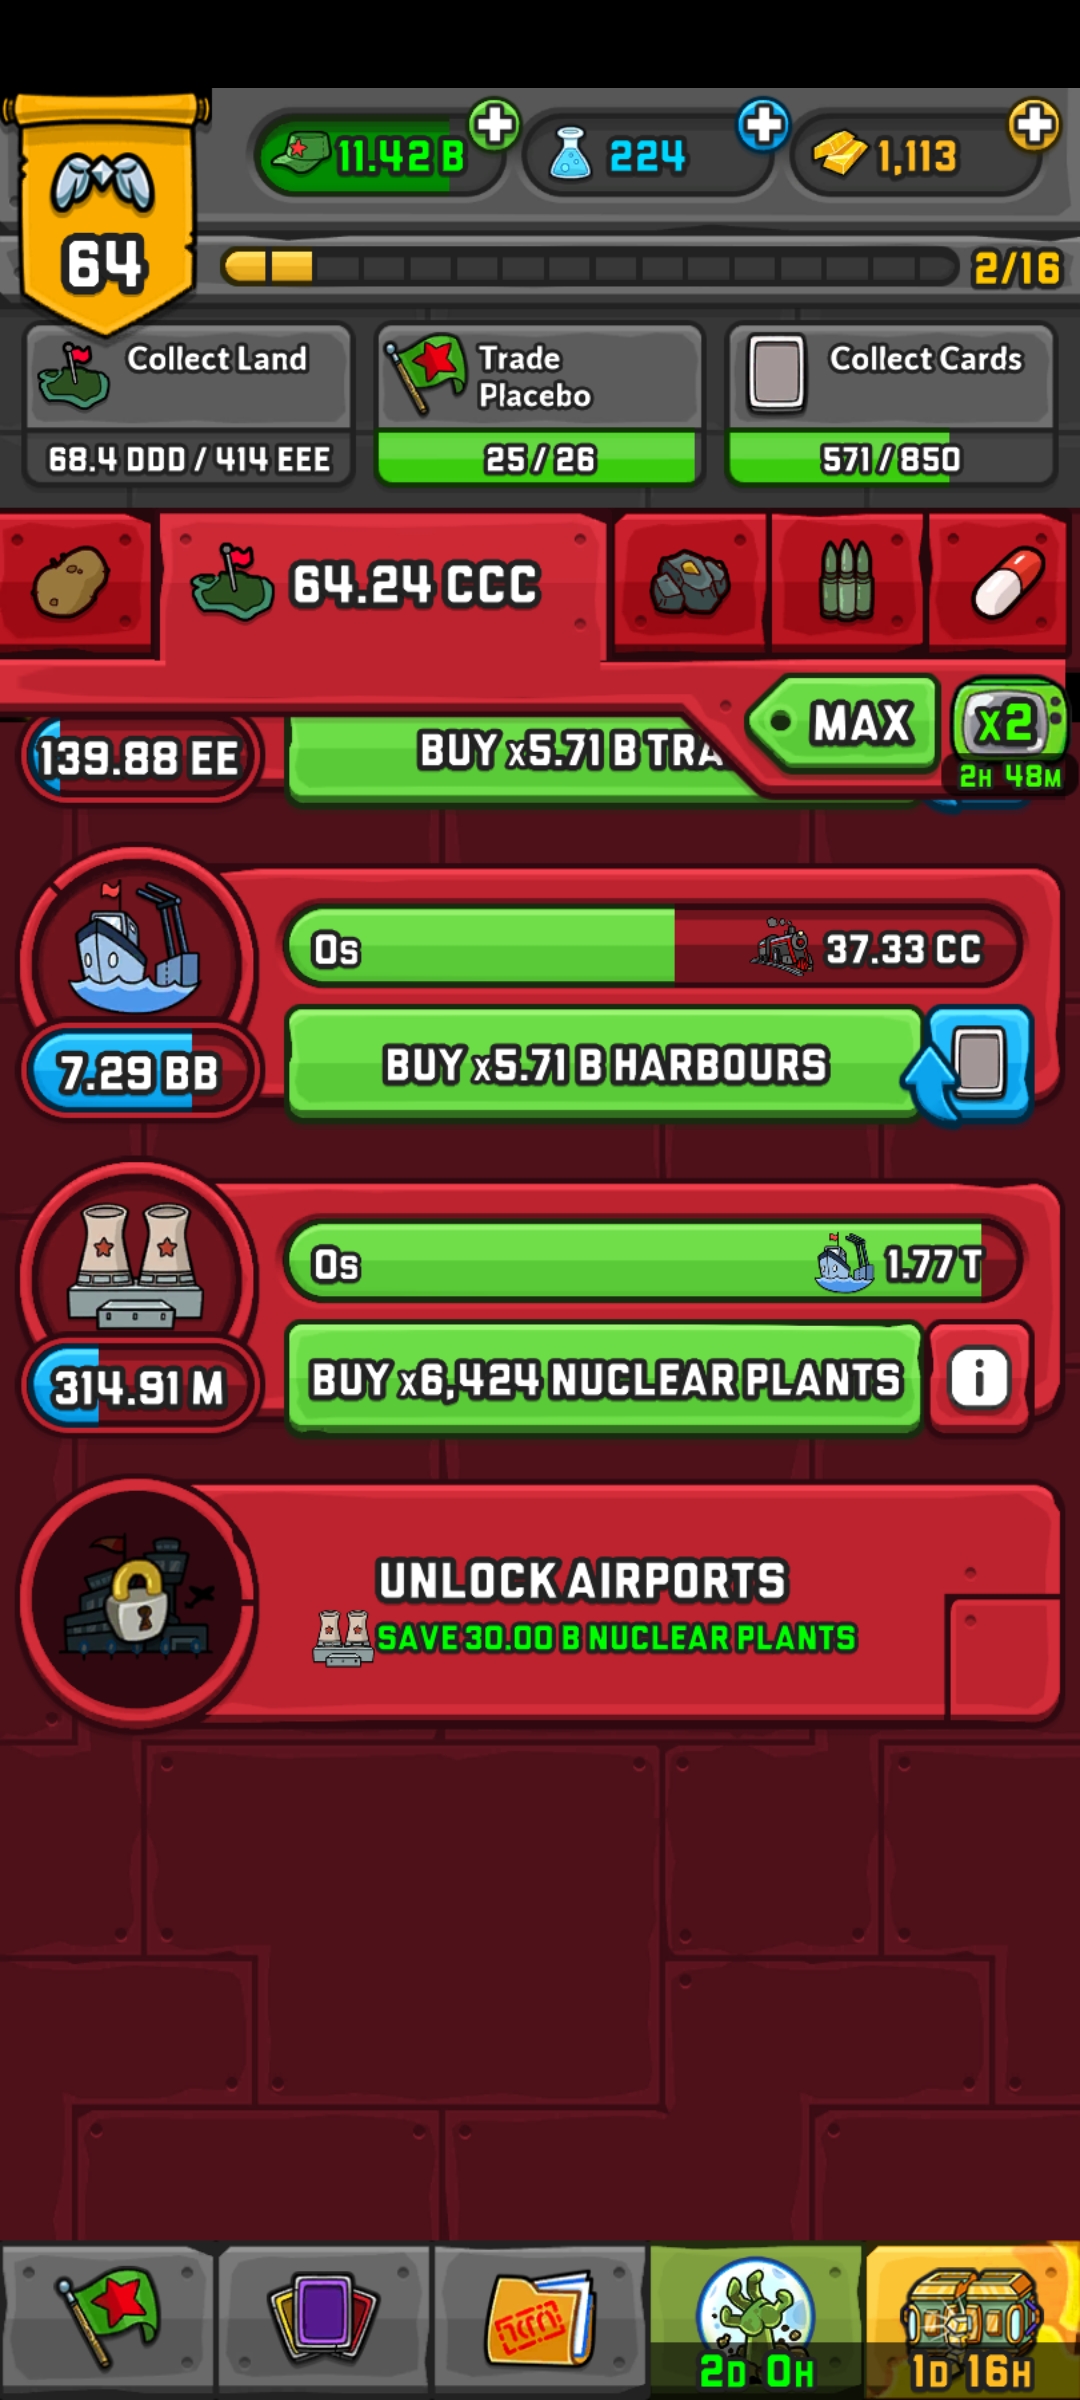 11.42 B
224
1,113
64
2/16
Collect Land
68.4 DDD / 414 EEE
Trade
Placebo
25 / 26
Collect Cards
571 / 850
64.24 CCC
MAX
x2
2H 48M
139.88 EE
BUY x5.71 B TRA
0s
37.33 CC
7.29 BB
BUY x5.71 B HARBOURS
0s
1.77 T
314.91 M
BUY x6,424 NUCLEAR PLANTS
i
UNLOCK AIRPORTS
SAVE 30.00 B NUCLEAR PLANTS
2D 0H
1D 16H